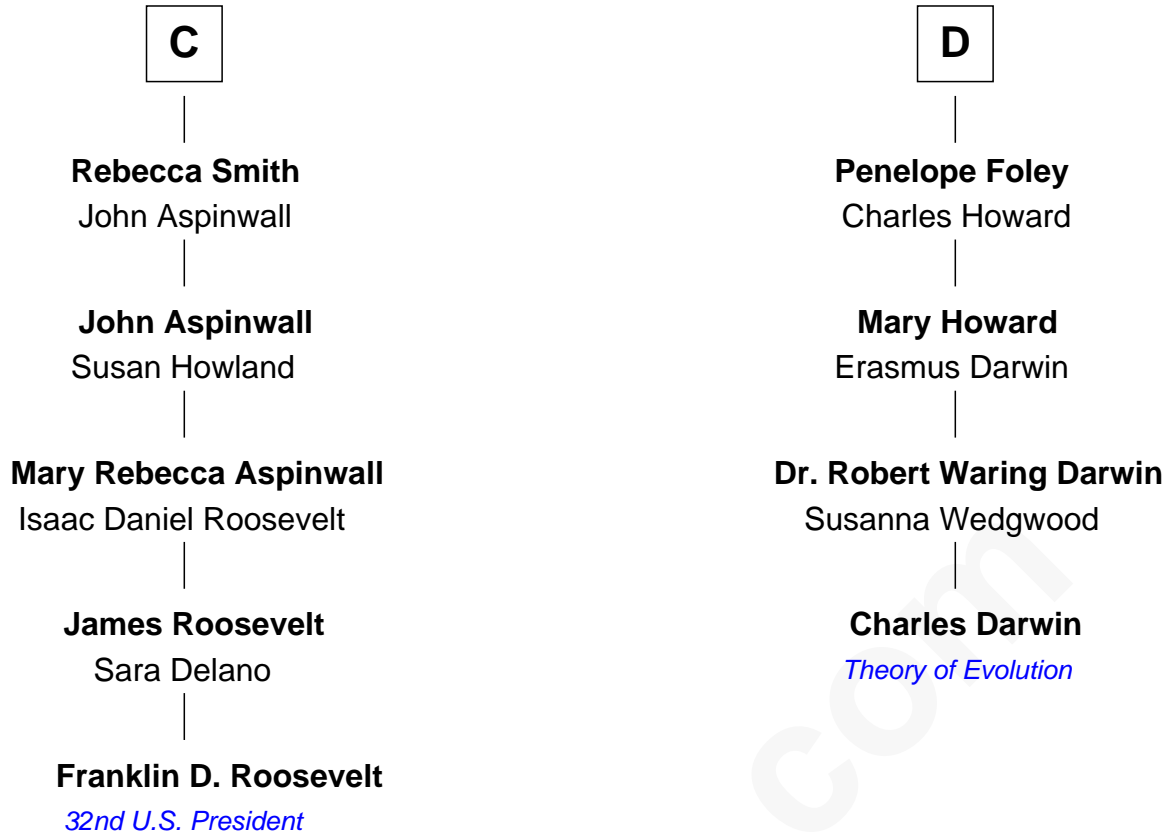 C
Rebecca Smith
John Aspinwall
John Aspinwall
Susan Howland
Mary Rebecca Aspinwall
Isaac Daniel Roosevelt
James Roosevelt
Sara Delano
Franklin D. Roosevelt
32nd U.S. President
D
Penelope Foley
Charles Howard
Mary Howard
Erasmus Darwin
Dr. Robert Waring Darwin
Susanna Wedgwood
Charles Darwin
Theory of Evolution
com